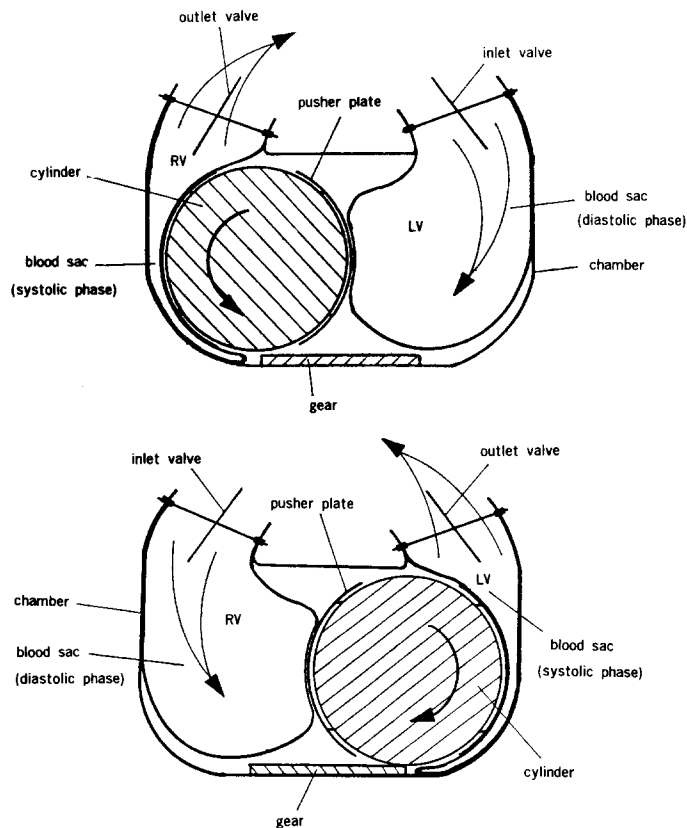 outlet valve
inlet valve
pusher plate
RV
cylinder
LV
blood sac
(diastolic phase)
blood sac
(systolic phase)
chamber
gear
outlet valve
inlet valve
pusher plate
LV
chamber
RV
blood sac
(diastolic phase)
blood sac
(systolic phase)
cylinder
gear